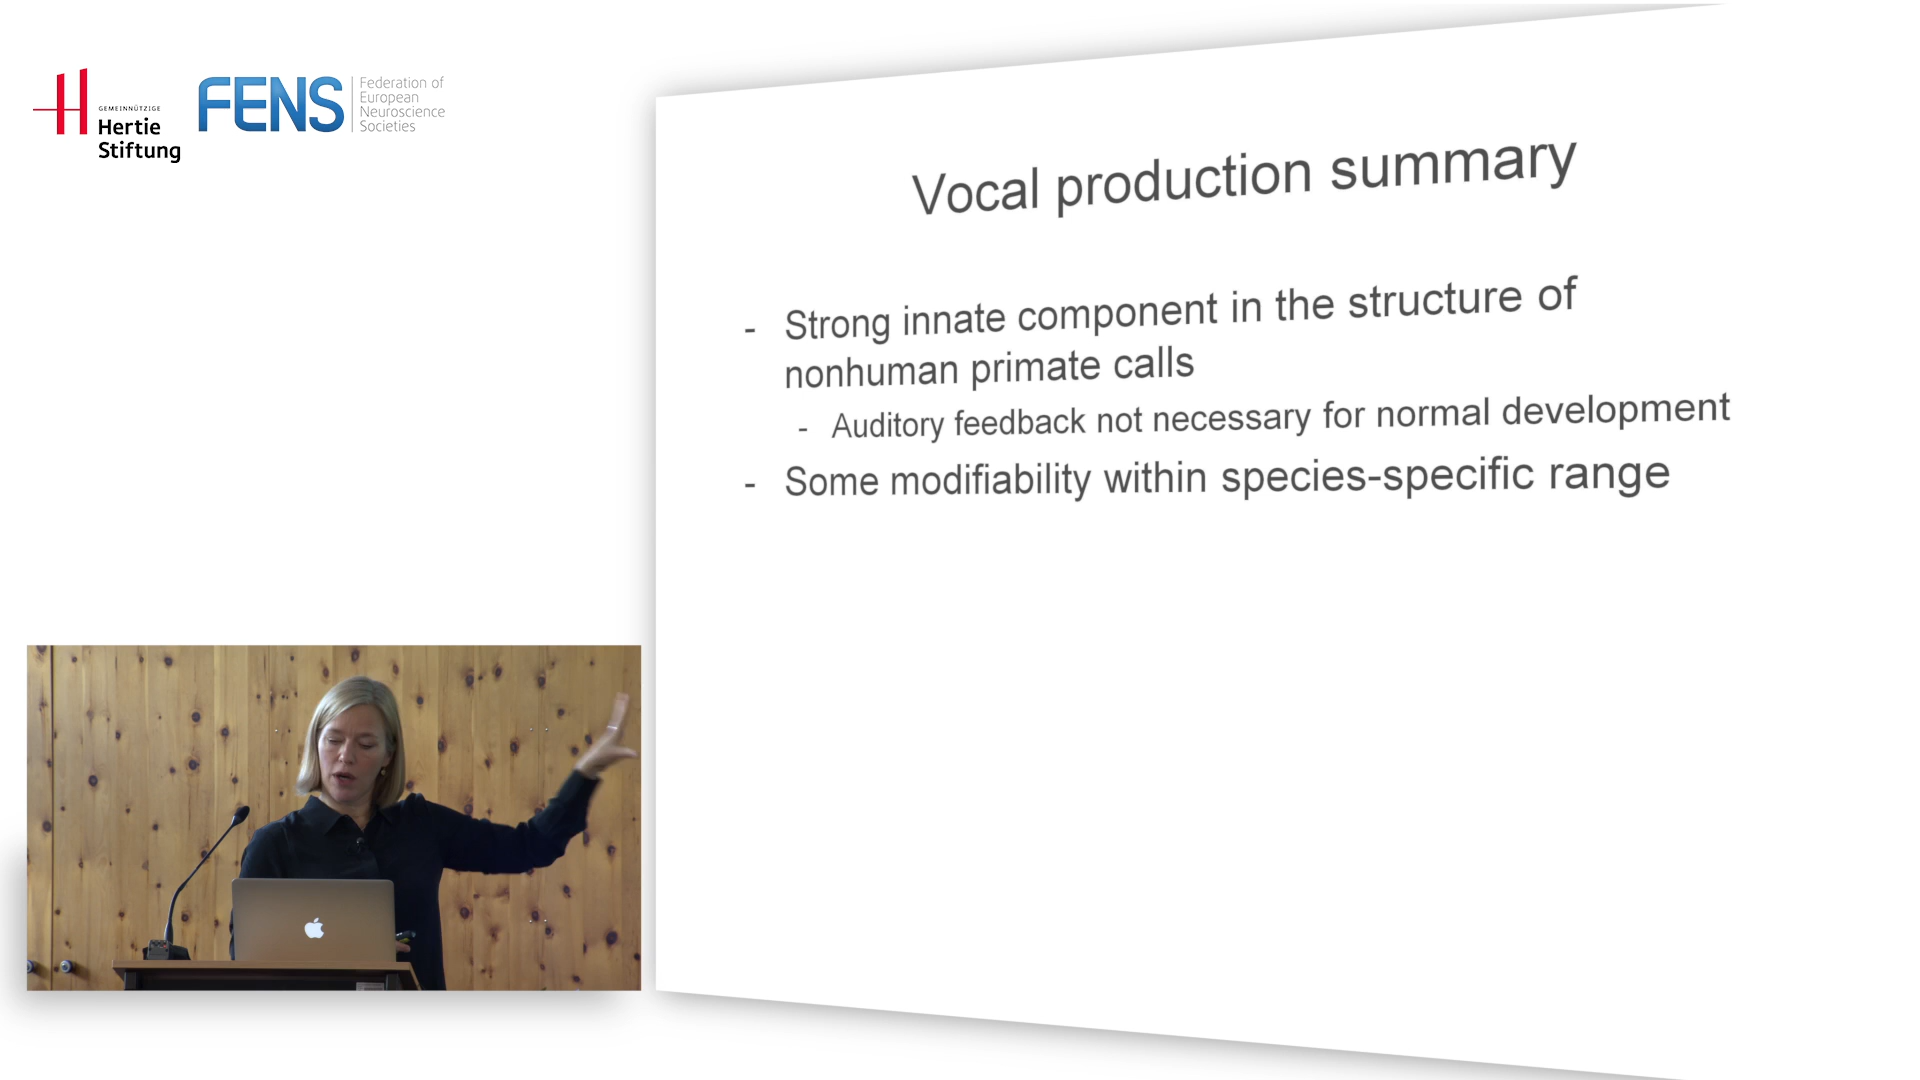 GEMEINNÜTZIGE
Hertie
Stiftung
FENS
Federation of
European
Neuroscience
Societies
Vocal production summary
- Strong innate component in the structure of
nonhuman primate calls
- Auditory feedback not necessary for normal development
- Some modifiability within species-specific range